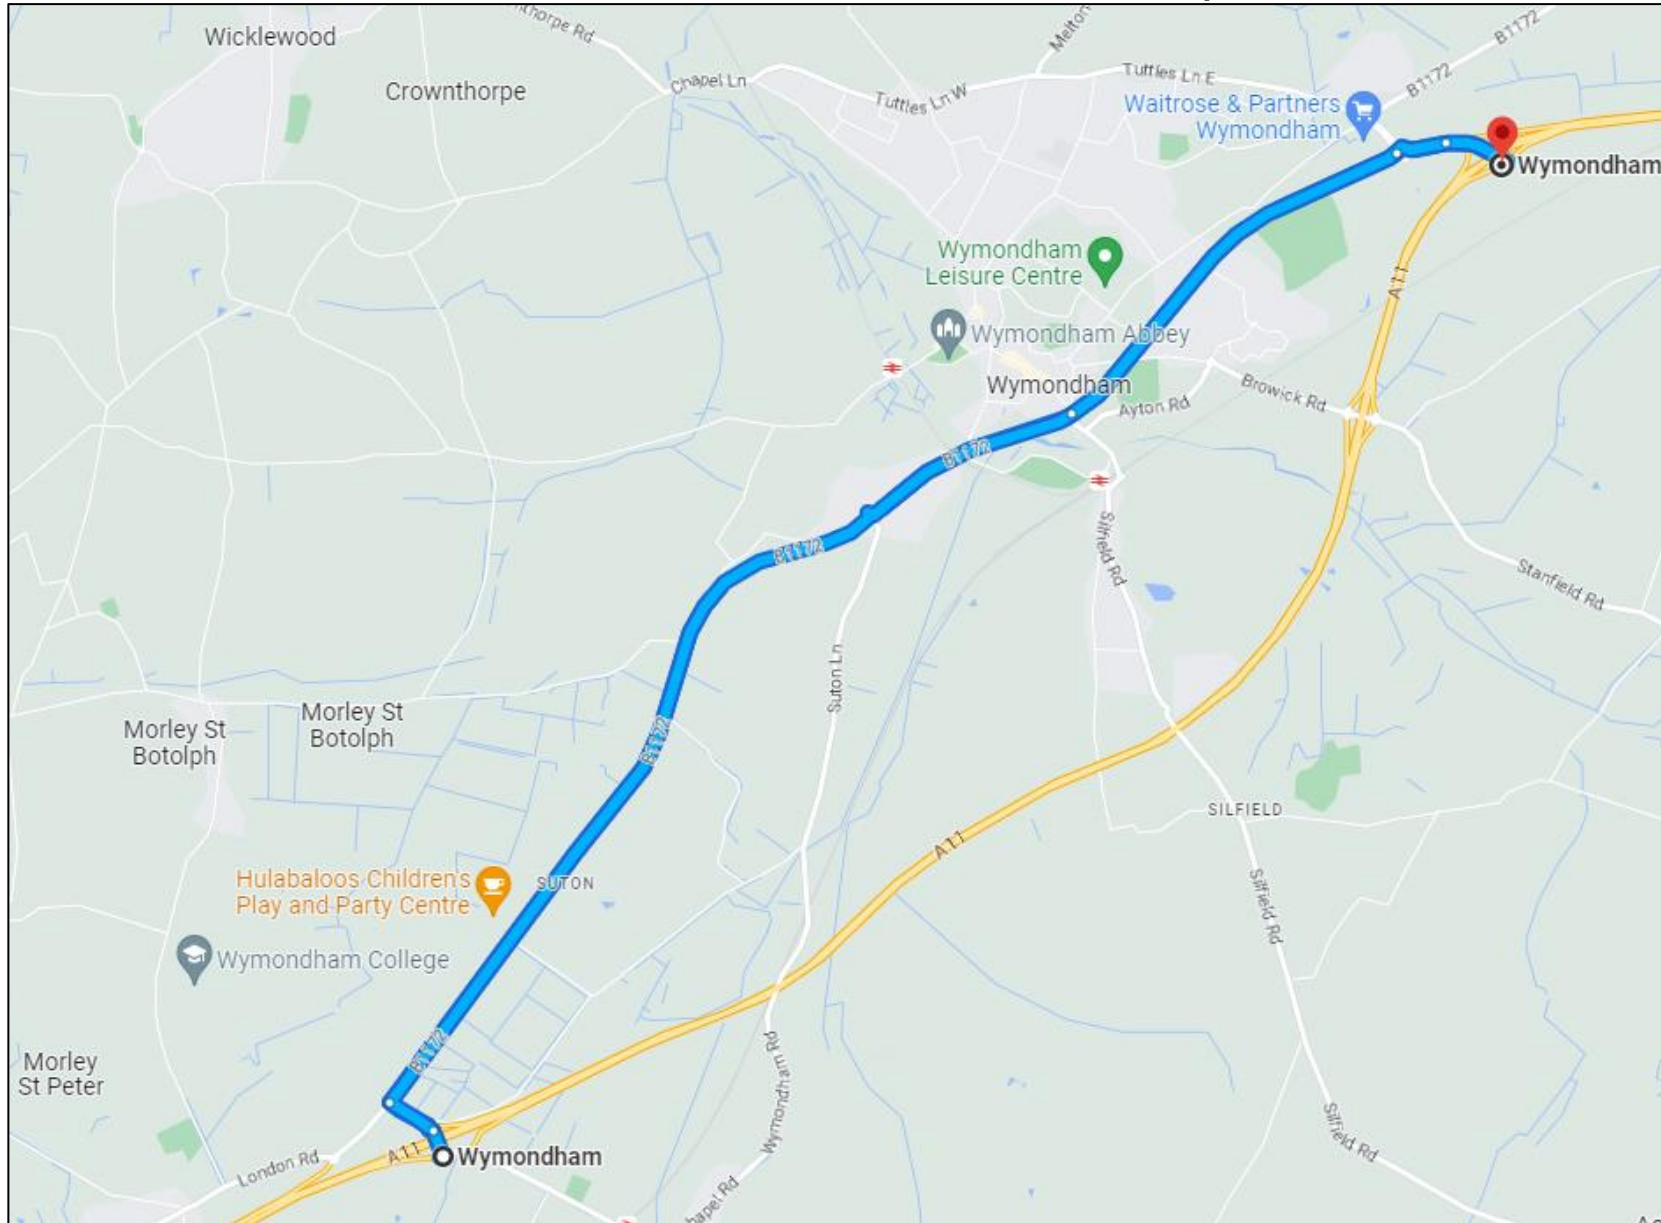 Wicklewood
Crownthorpe
Chapel Ln
Tuttles Ln W
Melton
Tuttles Ln E
B1172
B1172
Waitrose & Partners
Wymondham
Wymondham
A11
Wymondham
Leisure Centre
Wymondham Abbey
Wymondham
Ayton Rd
Browick Rd
B1172
B1172
Silfield Rd
Stanfield Rd
Suton Ln
Morley St
Botolph
Morley St
Botolph
B1172
SILFIELD
A11
Hulabaloos Children's
Play and Party Centre
SUTON
Silfield Rd
Wymondham College
B1172
Morley
St Peter
Wymondham Rd
London Rd
A11
Wymondham
Silfield Rd